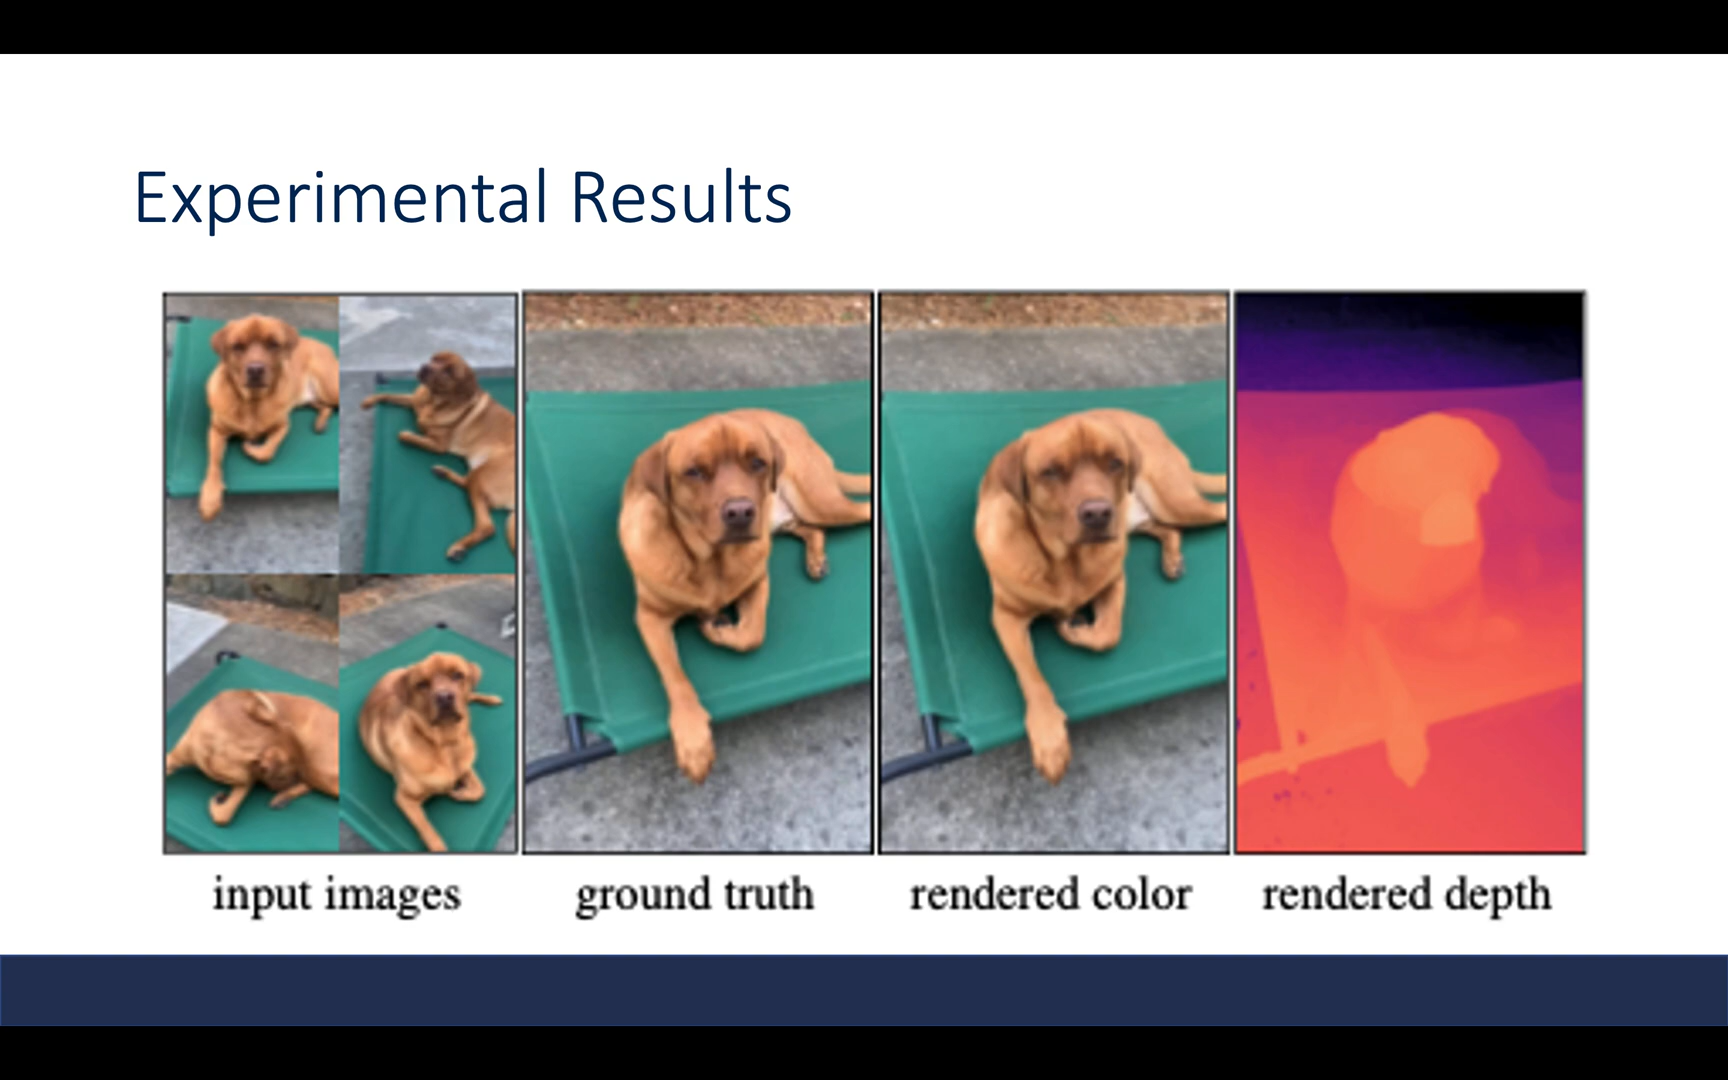 Experimental Results
input images
ground truth
rendered color
rendered depth